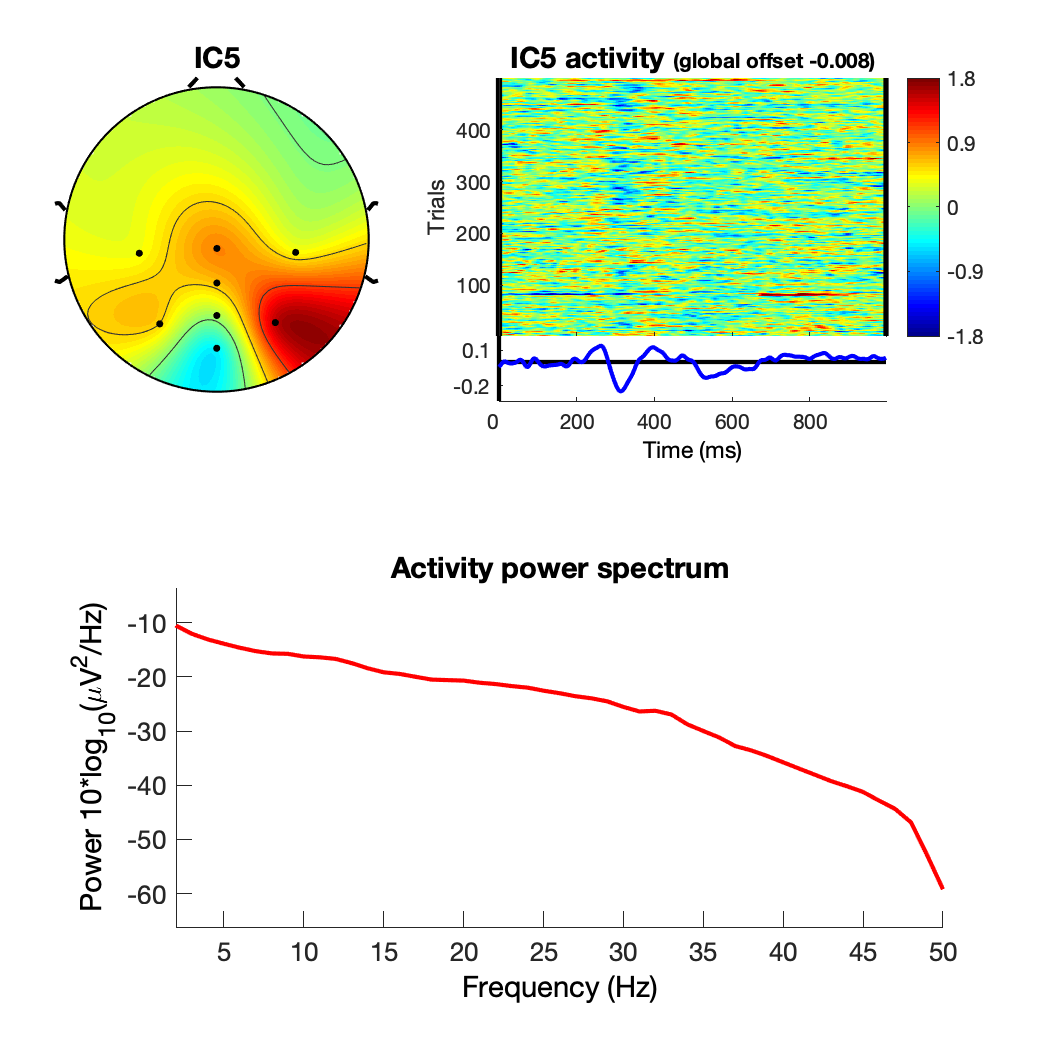 IC5
IC5 activity (global offset -0.008)
Trials
400
300
200
100
1.8
0.9
0
-0.9
-1.8
0.1
-0.2
0 200 400 600 800
Time (ms)
Activity power spectrum
Power 10*log10(μV2/Hz)
-10
-20
-30
-40
-50
-60
5 10 15 20 25 30 35 40 45 50
Frequency (Hz)